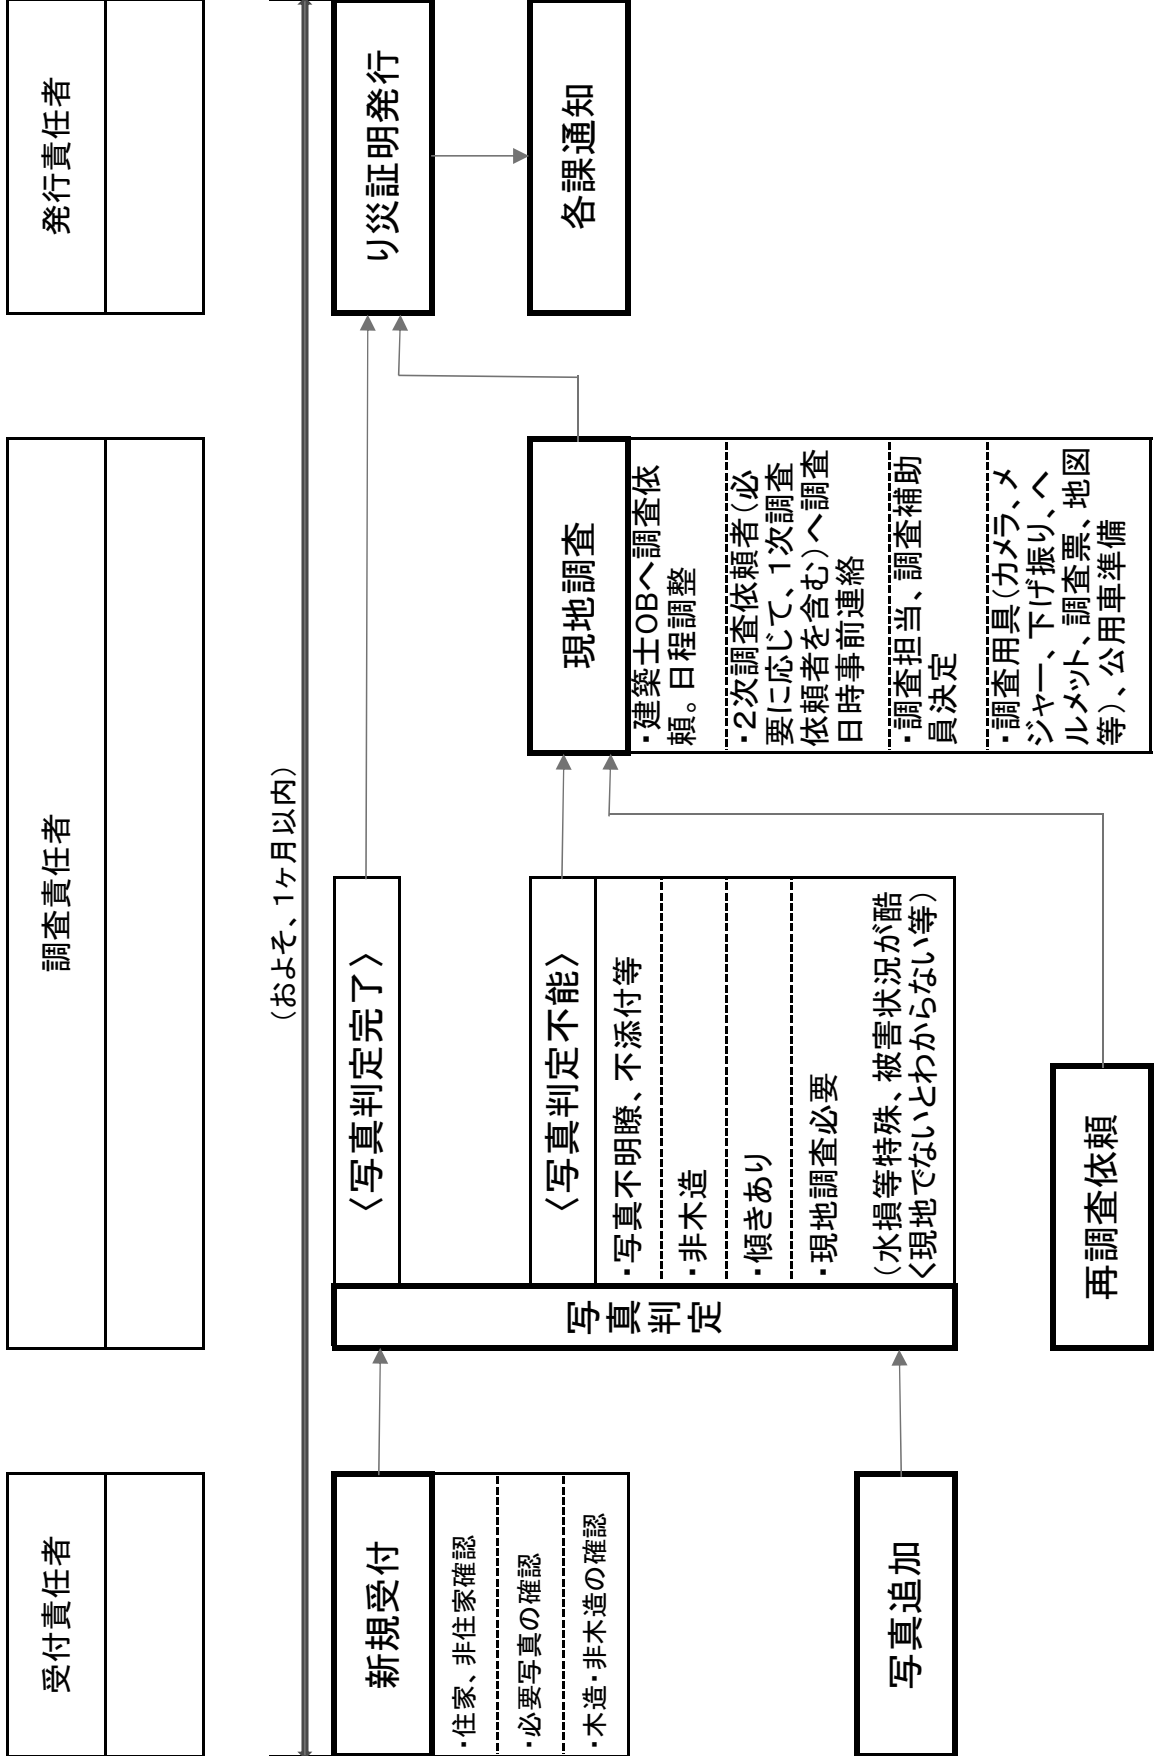 受付責任者
調査責任者
発行責任者
（およそ、1ヶ月以内）
新規受付
・住家、非住家確認
・必要写真の確認
・木造・非木造の確認
写真追加
写真判定
〈写真判定完了〉
〈写真判定不能〉
・写真不明瞭、不添付等
・非木造
・傾きあり
・現地調査必要
（水損等特殊、被害状況が酷
く現地でないとわからない等）
再調査依頼
現地調査
・建築士OBへ調査依
頼。日程調整
・2次調査依頼者（必
要に応じて、1次調査
依頼者を含む）へ調査
日時事前連絡
・調査担当、調査補助
員決定
・調査用具（カメラ、メ
ジャー、下げ振り、ヘ
ルメット、調査票、地図
等）、公用車準備
り災証明発行
各課通知